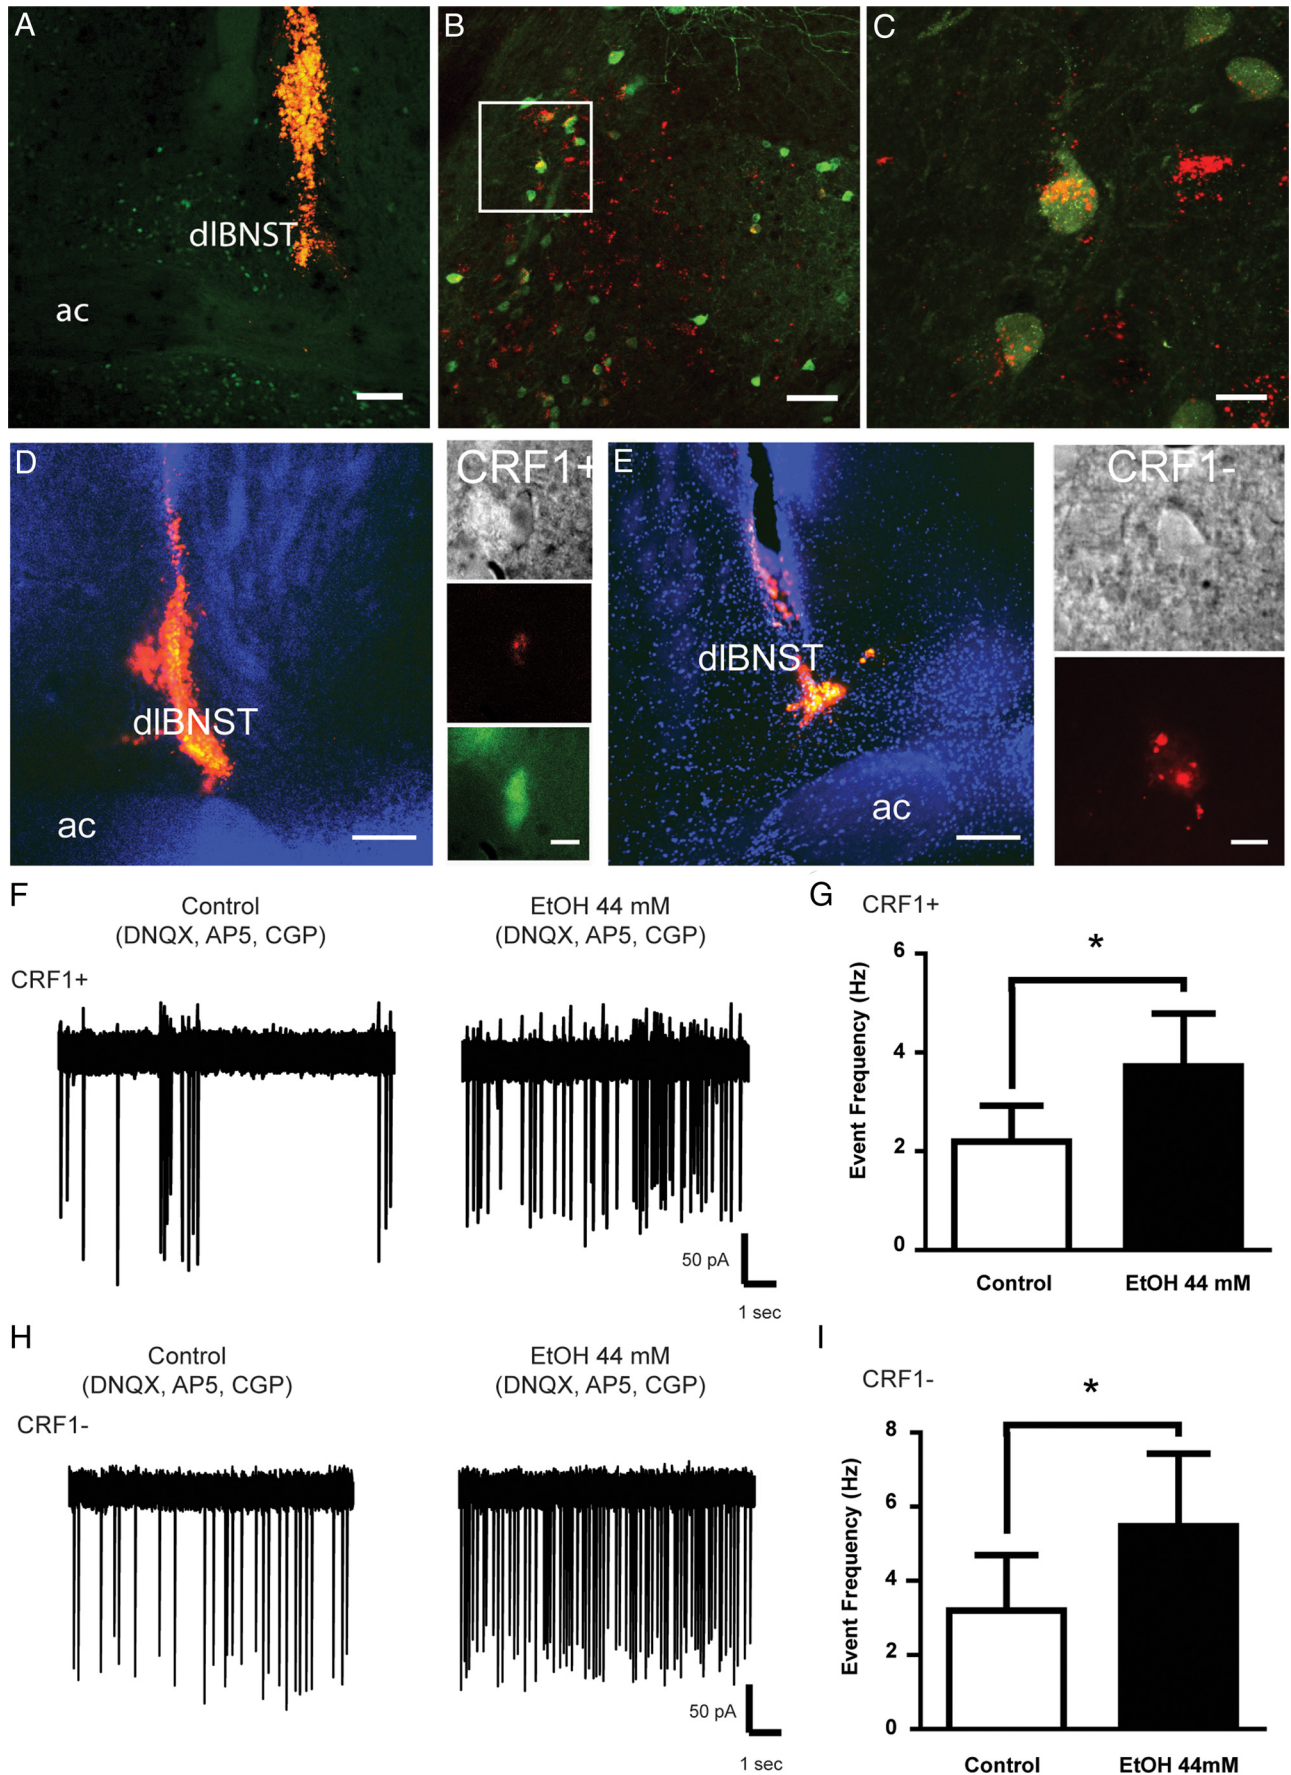 A
dlBNST
ac
B
C
D
dlBNST
ac
CRF1+
E
dlBNST
ac
CRF1-
F
Control
(DNQX, AP5, CGP)
EtOH 44 mM
(DNQX, AP5, CGP)
CRF1+
50 pA
1 sec
G
CRF1+
*
Event Frequency (Hz)
6
4
2
0
Control
EtOH 44 mM
H
Control
(DNQX, AP5, CGP)
EtOH 44 mM
(DNQX, AP5, CGP)
CRF1-
50 pA
1 sec
I
CRF1-
*
Event Frequency (Hz)
8
6
4
2
0
Control
EtOH 44mM